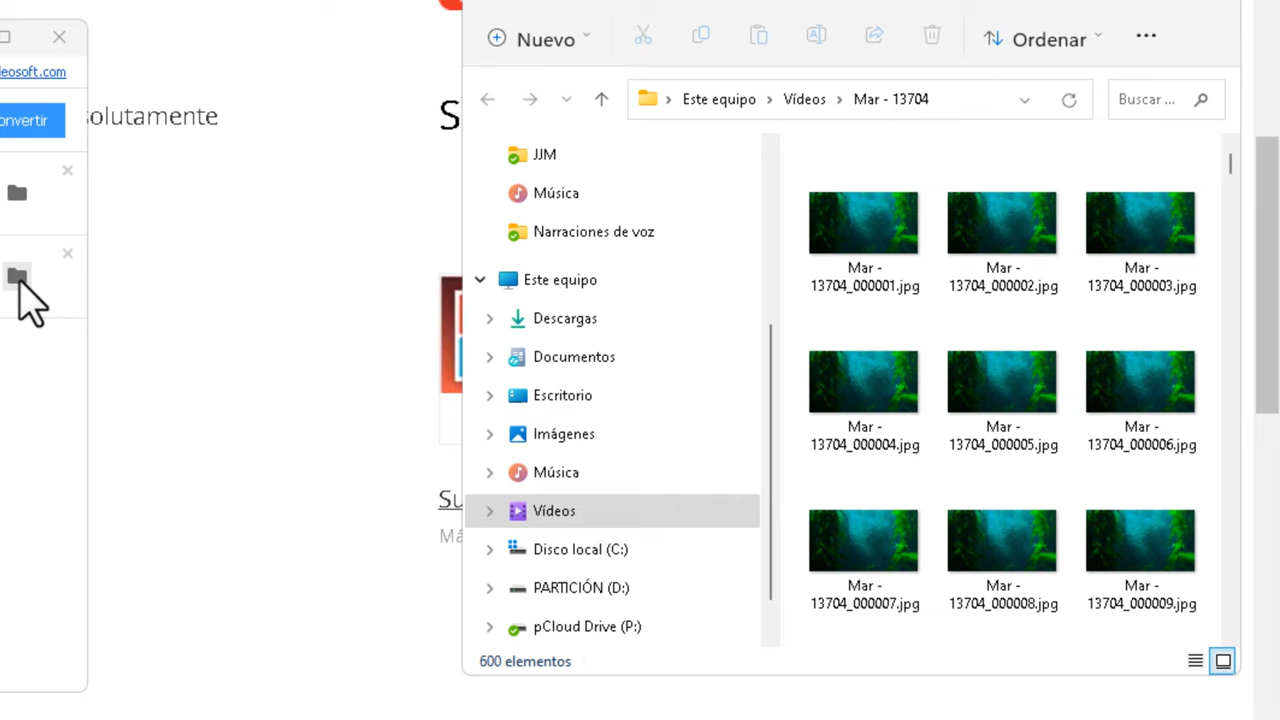 deosoft.com
onvertir
solutamente
S
Su
Má
Nuevo
Ordenar
Este equipo
Vídeos
Mar - 13704
Buscar ...
JJM
Música
Narraciones de voz
Este equipo
Descargas
Documentos
Escritorio
Imágenes
Música
Vídeos
Disco local (C:)
PARTICIÓN (D:)
pCloud Drive (P:)
Mar -
13704_000001.jpg
Mar -
13704_000002.jpg
Mar -
13704_000003.jpg
Mar -
13704_000004.jpg
Mar -
13704_000005.jpg
Mar -
13704_000006.jpg
Mar -
13704_000007.jpg
Mar -
13704_000008.jpg
Mar -
13704_000009.jpg
600 elementos